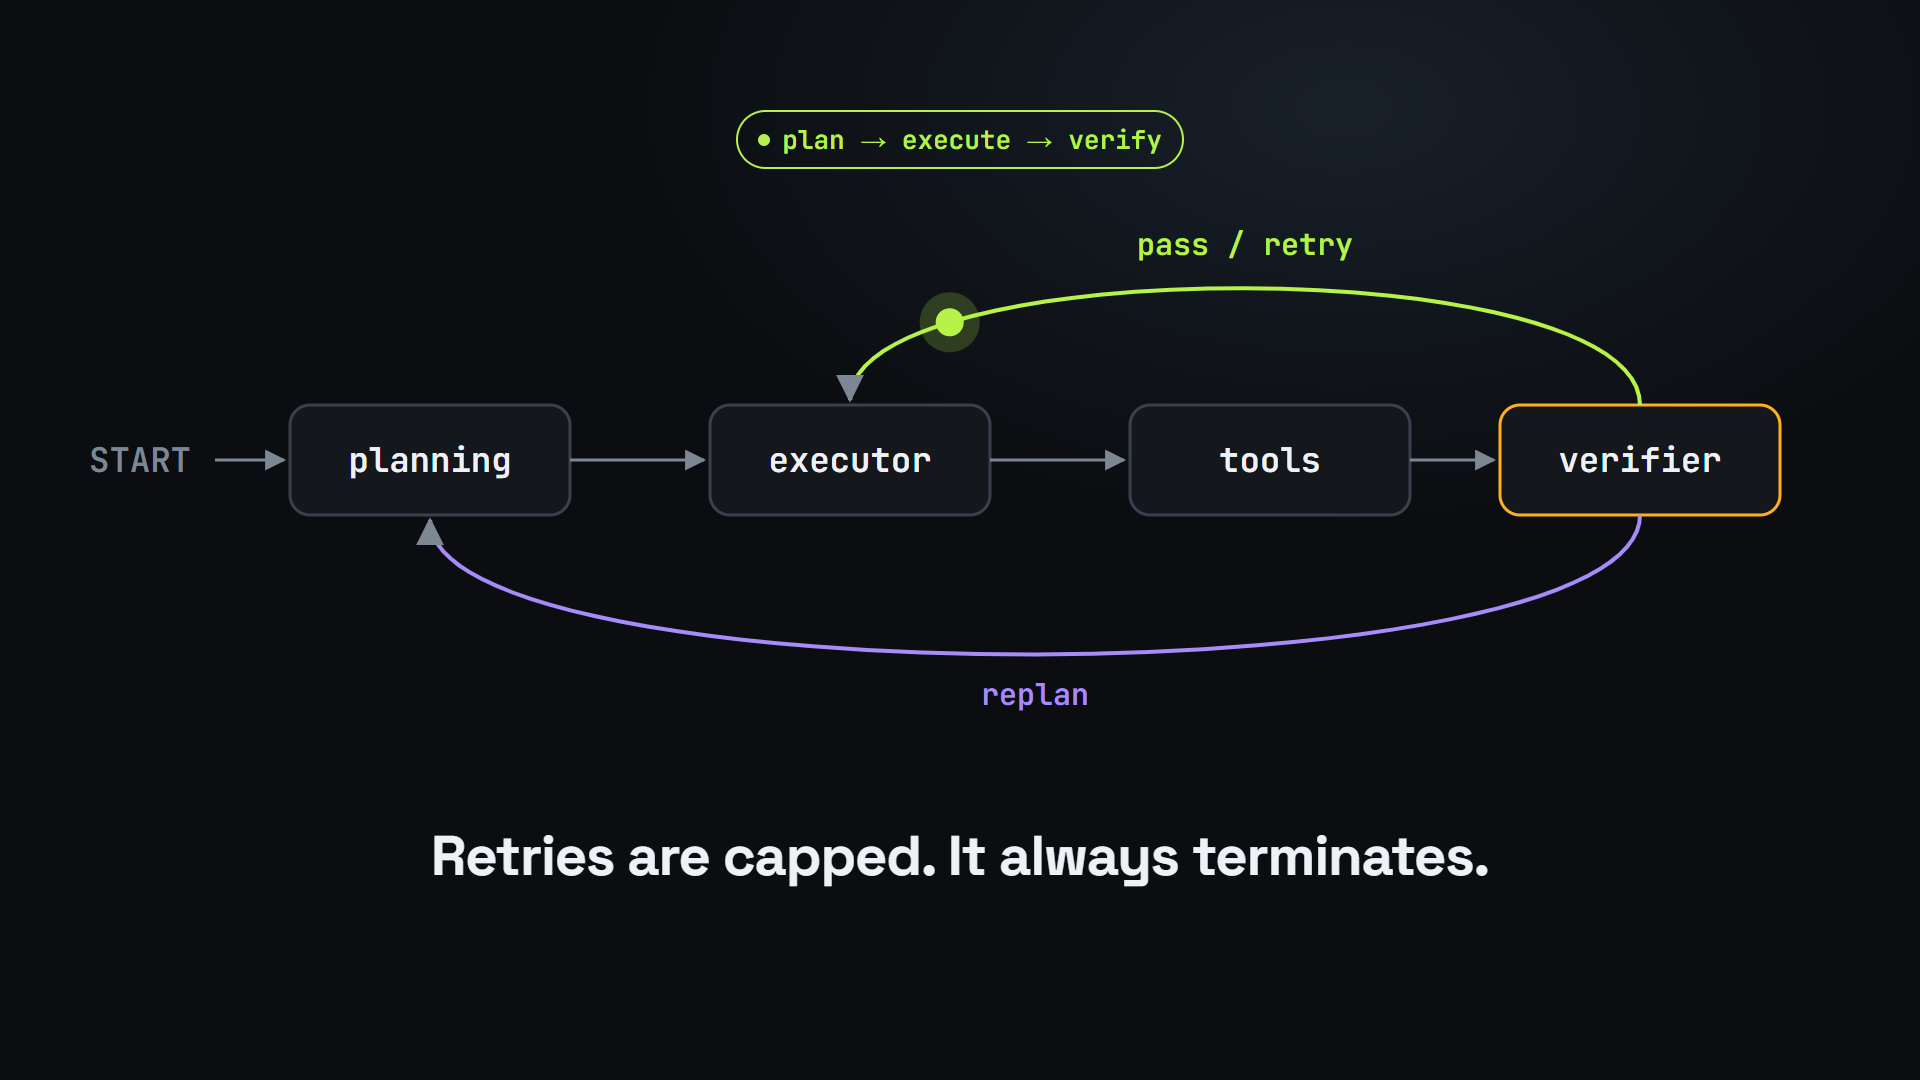 plan → execute → verify
pass / retry
START
planning
executor
tools
verifier
replan
Retries are capped. It always terminates.